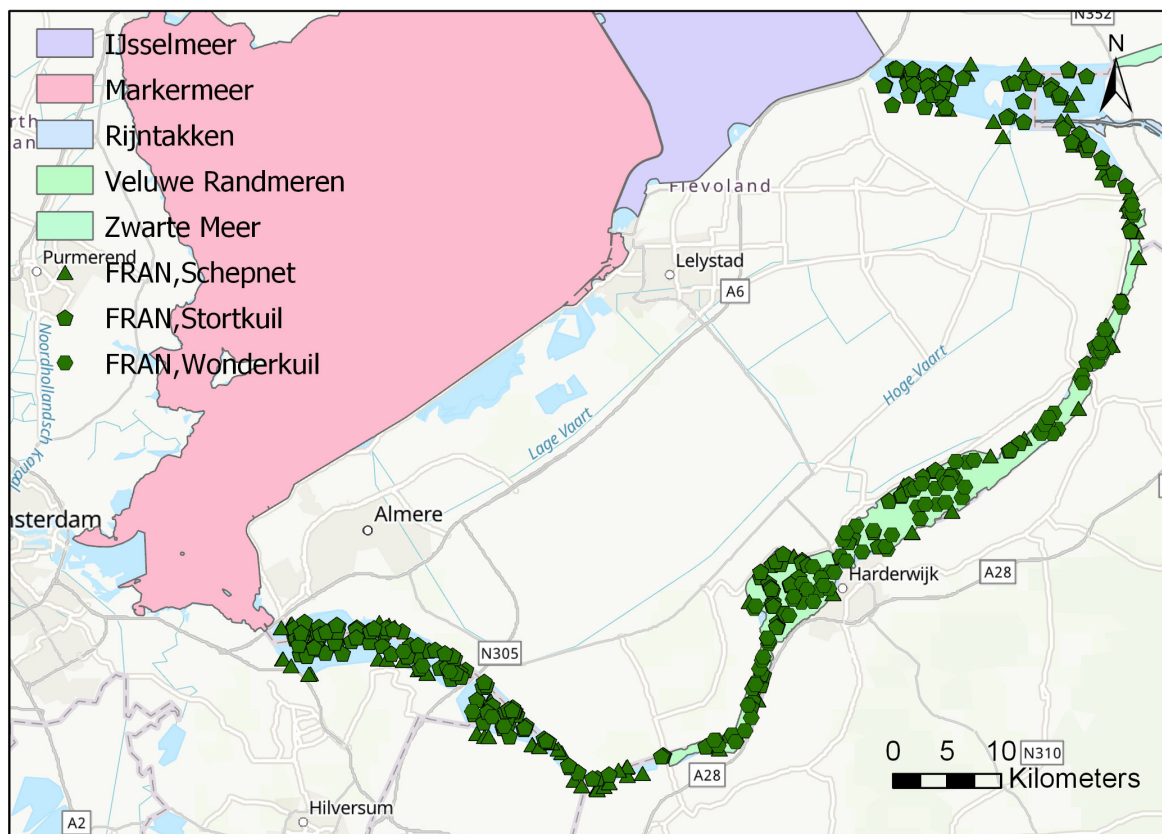 N352
N
IJsselmeer
Markermeer
Rijntakken
Veluwe Randmeren
Zwarte Meer
FRAN,Schepnet
FRAN,Stortkuil
FRAN,Wonderkuil
Flevoland
Purmerend
Lelystad
A6
Noordhollandsch Kanaal
Hoge Vaart
Lage Vaart
Almere
msterdam
Harderwijk
A28
N305
A28
N310
0 5 10
Kilometers
Hilversum
A2